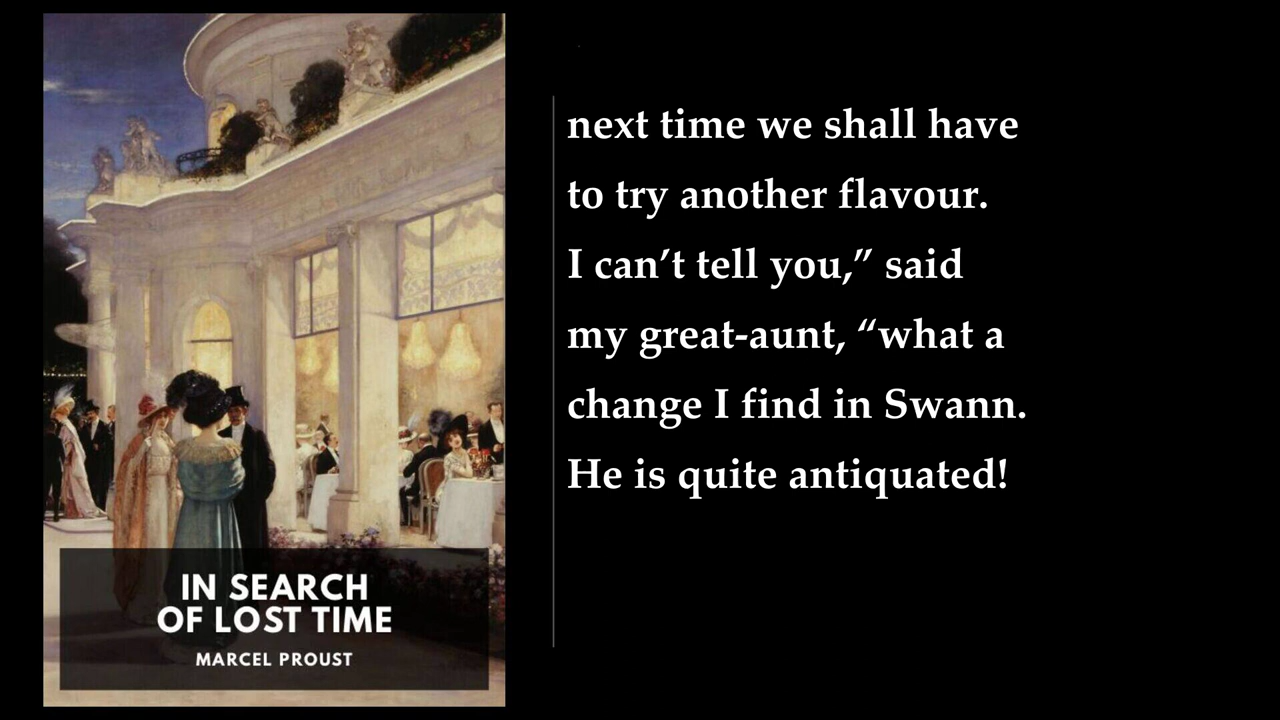 next time we shall have
to try another flavour.
I can’t tell you,” said
my great-aunt, “what a
change I find in Swann.
He is quite antiquated!
IN SEARCH
OF LOST TIME
MARCEL PROUST